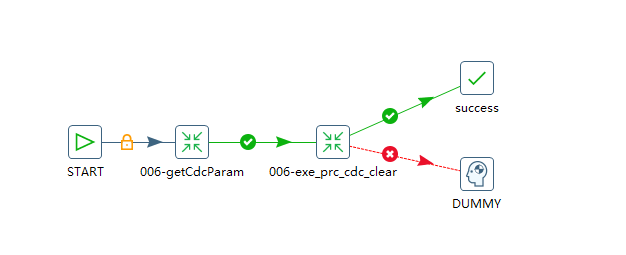 START
006-getCdcParam
006-exe_prc_cdc_clear
success
DUMMY